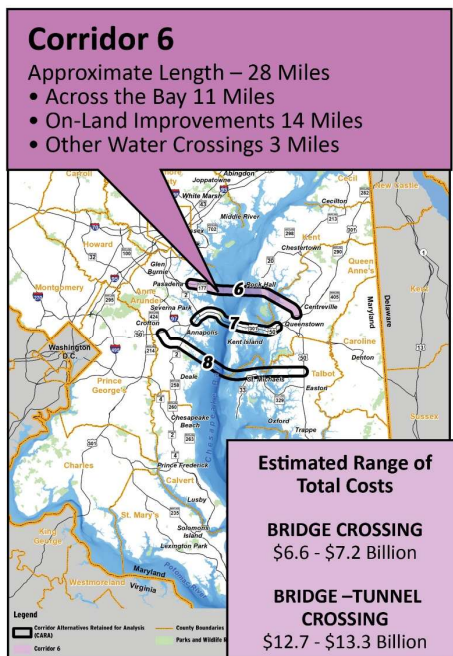 Corridor 6
Approximate Length – 28 Miles
• Across the Bay 11 Miles
• On-Land Improvements 14 Miles
• Other Water Crossings 3 Miles
Carroll
Abingdon
Joppatowne
Cecil
New Castle
White Marsh
Cecilton
Middle River
Essex
Kent
Chestertown
Howard
Glen
Burnie
Queen
Anne's
Pasadena
6
Rock Hall
Montgomery
Anne
Arundel
Severna Park
Centreville
Kent
Maryland
Delaware
7
Crofton
Annapolis
Queenstown
Kent Island
Caroline
Washington
D.C.
Denton
8
Talbot
St. Michaels
Deale
Easton
Prince
George's
Chesapeake
Beach
Oxford
Trappe
Sussex
Charles
Prince Frederick
Calvert
Lusby
St. Mary's
Solomons
Island
King
George
Lexington Park
Potomac
Maryland
Virginia
Westmoreland
Estimated Range of
Total Costs
BRIDGE CROSSING
$6.6 - $7.2 Billion
BRIDGE –TUNNEL
CROSSING
$12.7 - $13.3 Billion
Legend
Corridor Alternatives Retained for Analysis
(CARA)
County Boundaries
Parks and Wildlife
Corridor 6